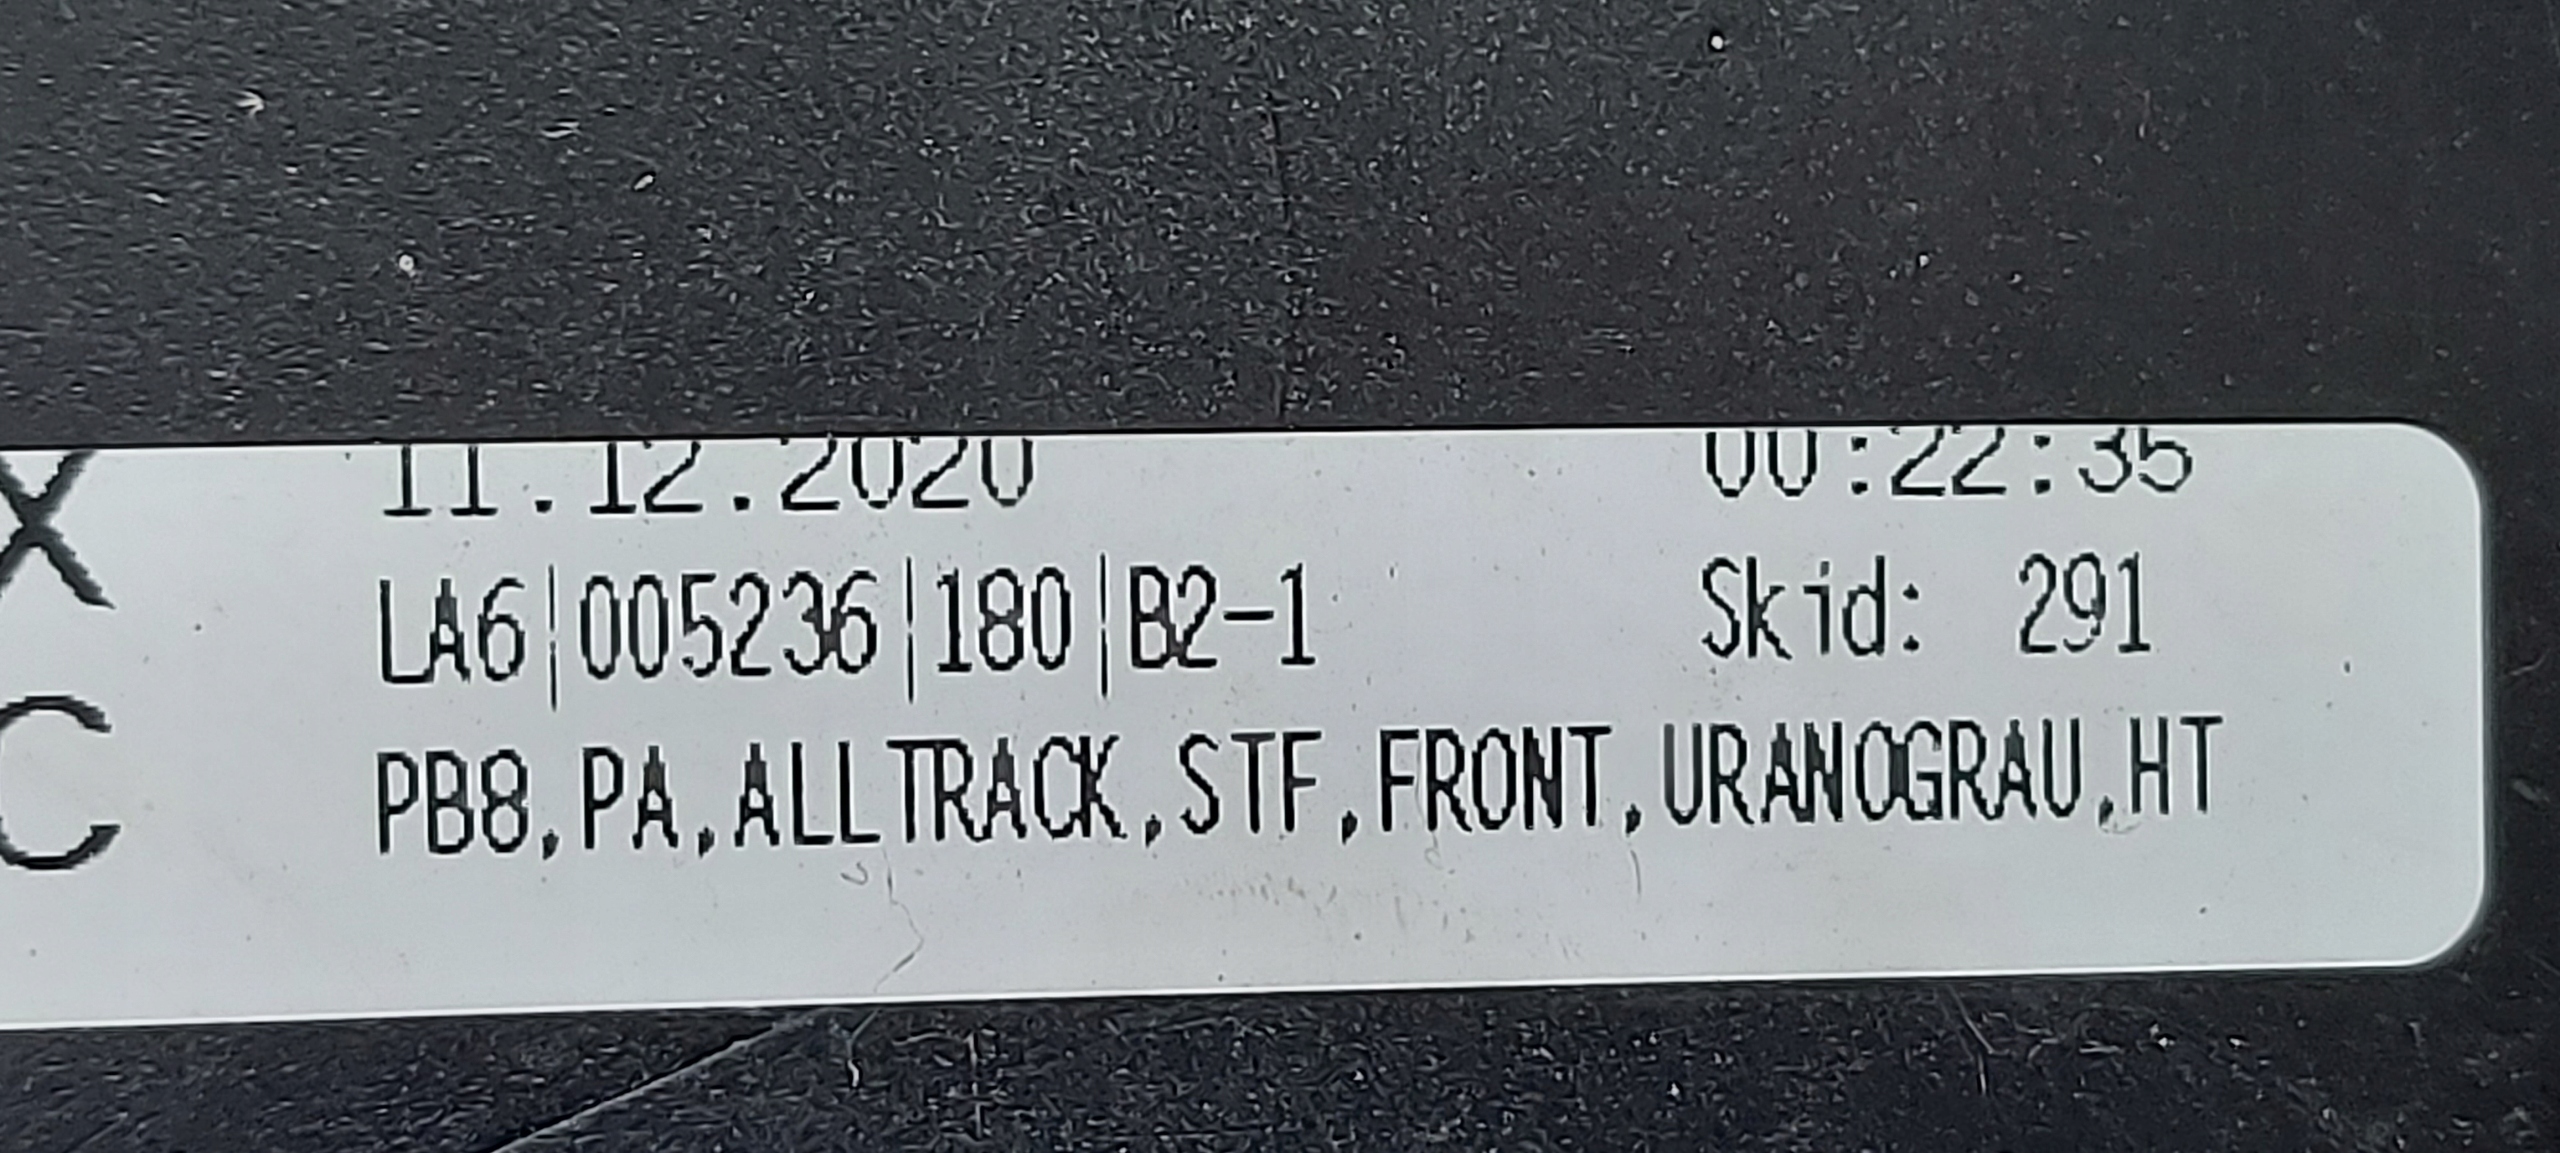 11.12.2020 00:22:35
X
LA6|005236|180|B2-1 Skid: 291
C
PB8,PA,ALLTRACK,STF,FRONT,URANOGRAU,HT